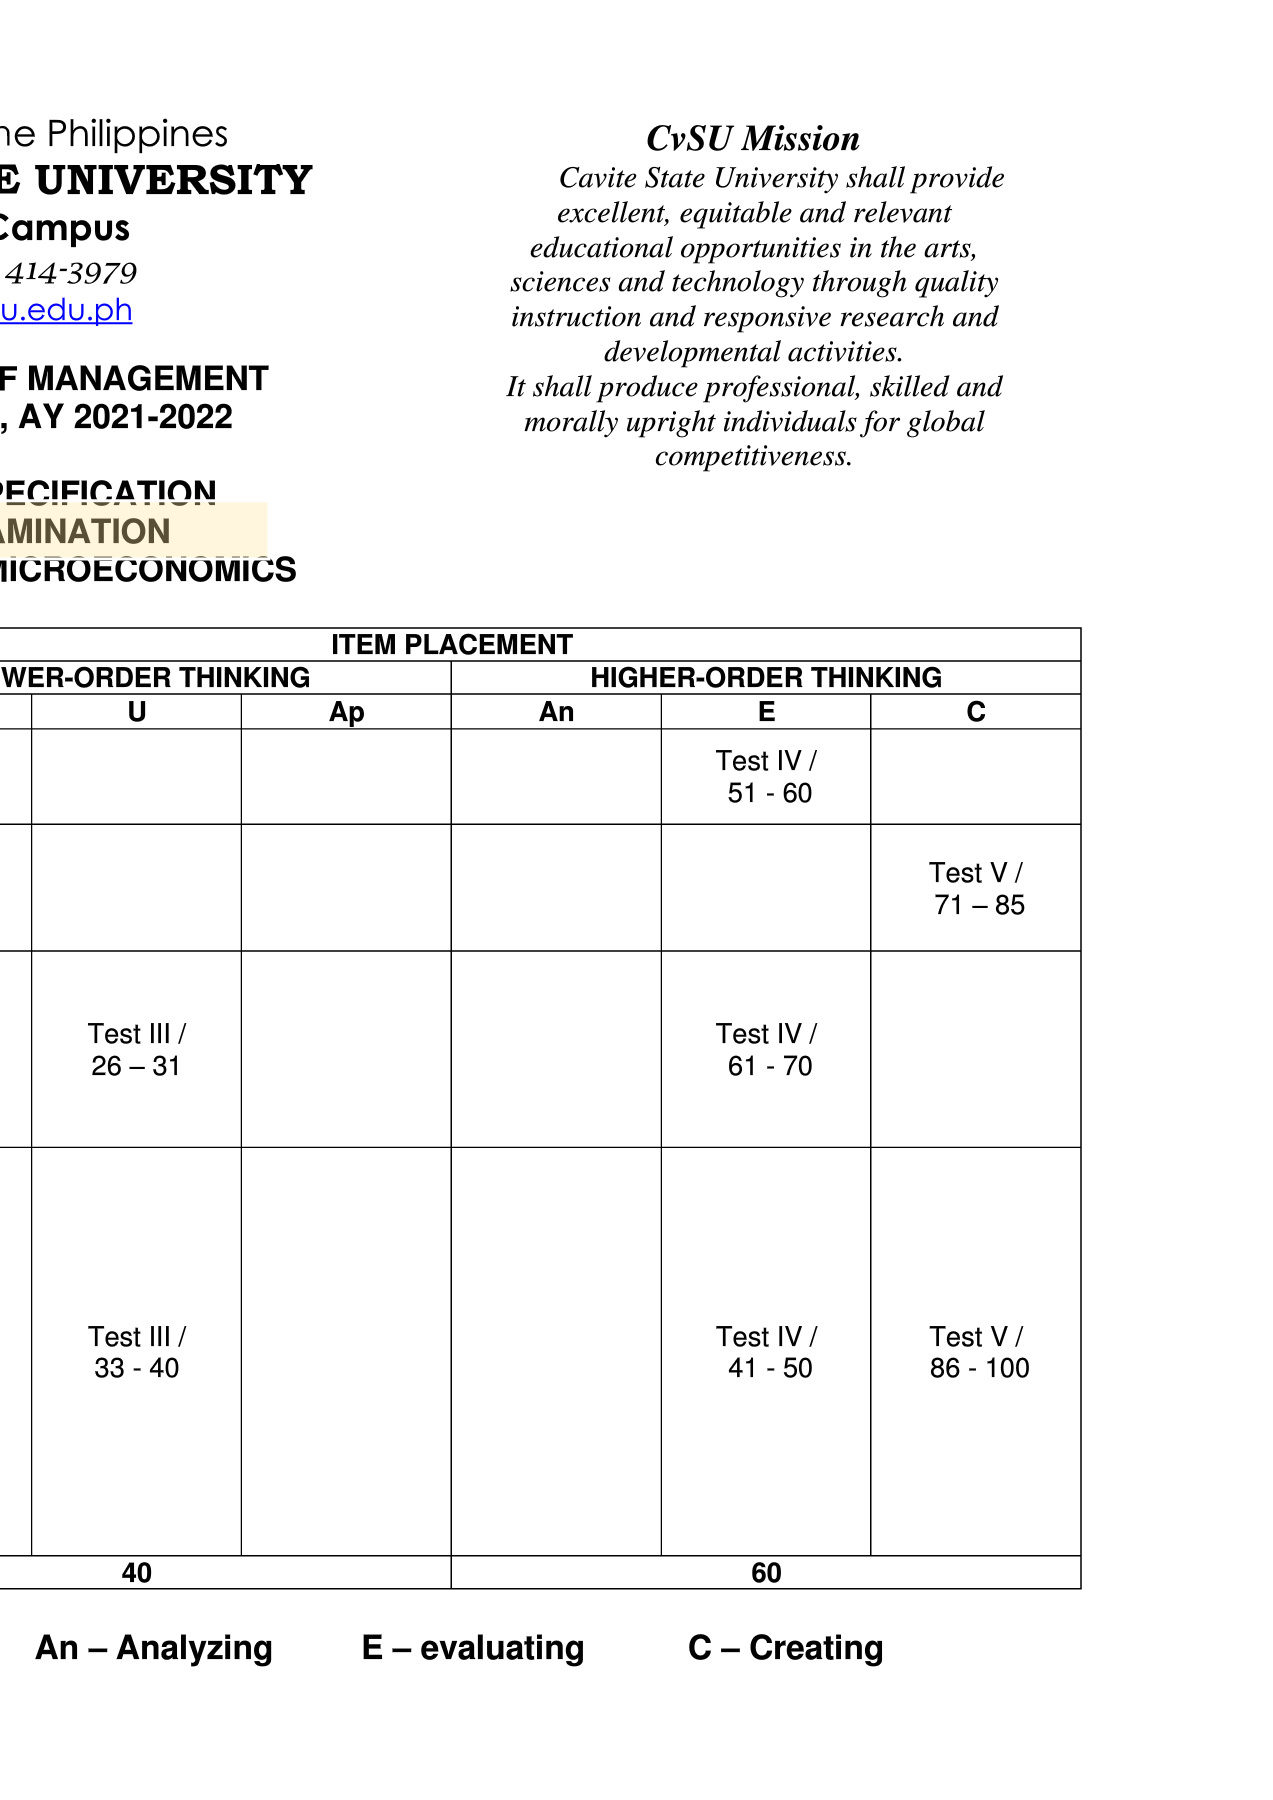 ne Philippines
E UNIVERSITY
Campus
414-3979
u.edu.ph
F MANAGEMENT
, AY 2021-2022
PECIFICATION
AMINATION
MICROECONOMICS
CvSU Mission
Cavite State University shall provide
excellent, equitable and relevant
educational opportunities in the arts,
sciences and technology through quality
instruction and responsive research and
developmental activities.
It shall produce professional, skilled and
morally upright individuals for global
competitiveness.
ITEM PLACEMENT
WER-ORDER THINKING HIGHER-ORDER THINKING
U Ap An E C
Test IV /
51 - 60
Test V /
71 – 85
Test III / Test IV /
26 – 31 61 - 70
Test III / Test IV / Test V /
33 - 40 41 - 50 86 - 100
40 60
An – Analyzing E – evaluating C – Creating